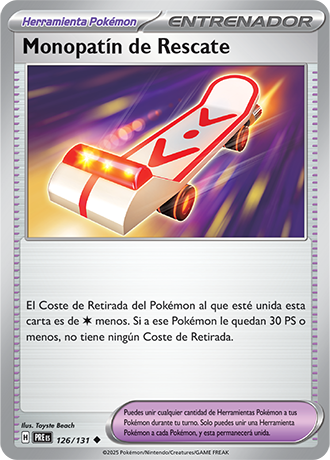 Herramienta Pokémon
ENTRENADOR
Monopatín de Rescate
El Coste de Retirada del Pokémon al que esté unida esta
carta es de ✶ menos. Si a ese Pokémon le quedan 30 PS o
menos, no tiene ningún Coste de Retirada.
Ilus. Toyste Beach
H PRE ES 126/131 ◆
Puedes unir cualquier cantidad de Herramientas Pokémon a tus
Pokémon durante tu turno. Solo puedes unir una Herramienta
Pokémon a cada Pokémon, y esta permanecerá unida.
©2025 Pokémon/Nintendo/Creatures/GAME FREAK